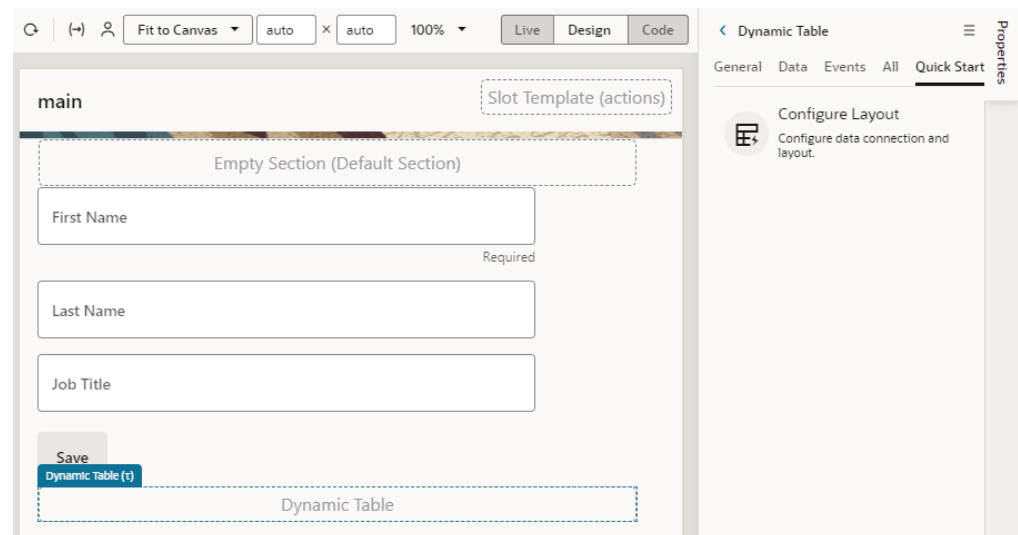 Fit to Canvas auto × auto 100% Live Design Code
Dynamic Table
Properties
General Data Events All Quick Start
Configure Layout
Configure data connection and
layout.
main
Slot Template (actions)
Empty Section (Default Section)
First Name
Required
Last Name
Job Title
Save
Dynamic Table (τ)
Dynamic Table